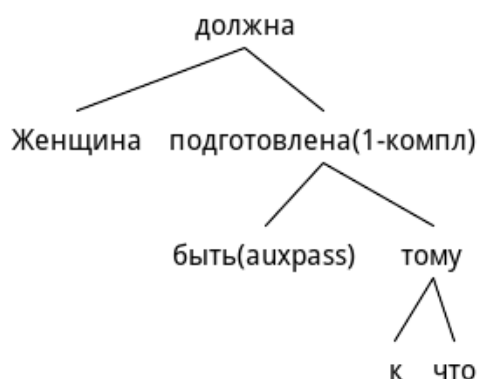 должна
Женщина подготовлена(1-компл)
быть(auxpass) тому
к что